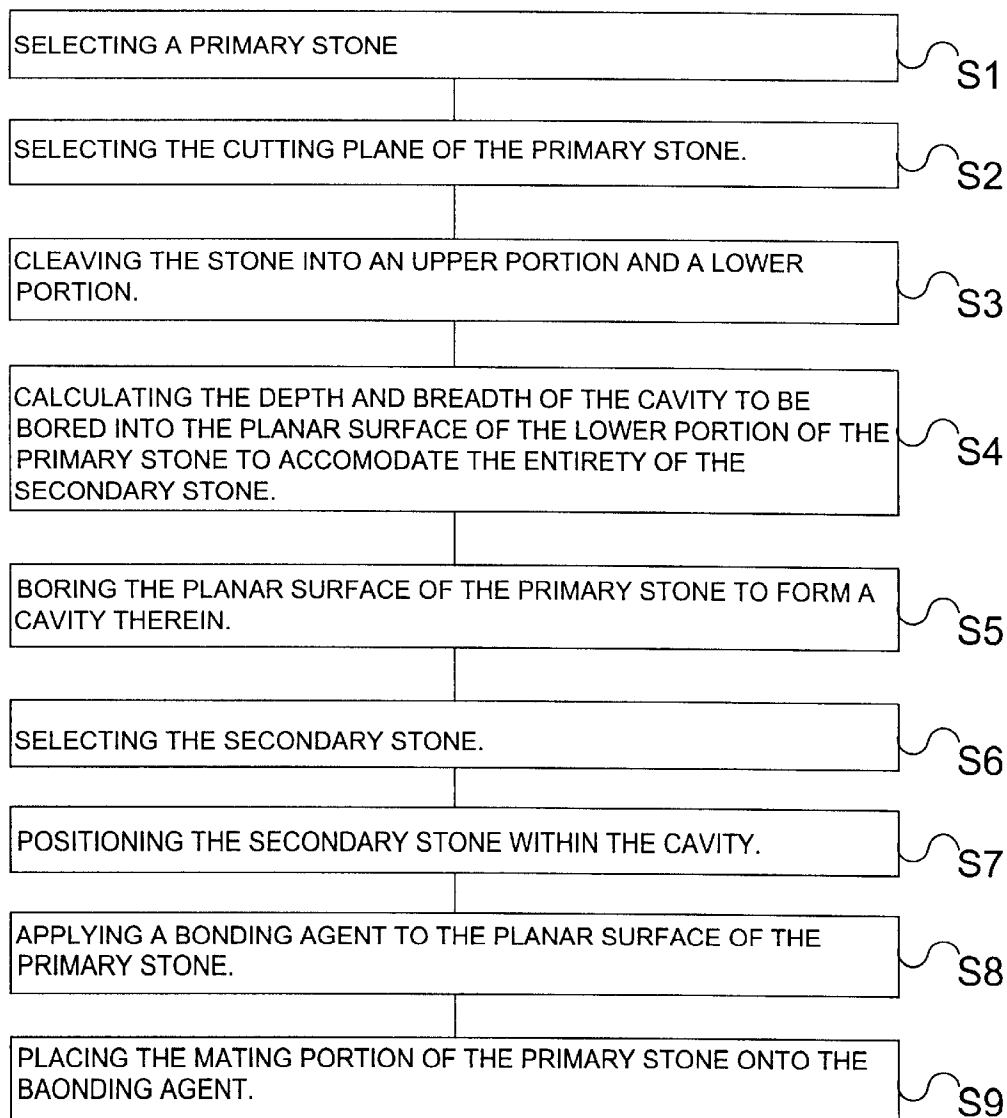 SELECTING A PRIMARY STONE
S1
SELECTING THE CUTTING PLANE OF THE PRIMARY STONE.
S2
CLEAVING THE STONE INTO AN UPPER PORTION AND A LOWER
PORTION.
S3
CALCULATING THE DEPTH AND BREADTH OF THE CAVITY TO BE
BORED INTO THE PLANAR SURFACE OF THE LOWER PORTION OF THE
PRIMARY STONE TO ACCOMODATE THE ENTIRETY OF THE
SECONDARY STONE.
S4
BORING THE PLANAR SURFACE OF THE PRIMARY STONE TO FORM A
CAVITY THEREIN.
S5
SELECTING THE SECONDARY STONE.
S6
POSITIONING THE SECONDARY STONE WITHIN THE CAVITY.
S7
APPLYING A BONDING AGENT TO THE PLANAR SURFACE OF THE
PRIMARY STONE.
S8
PLACING THE MATING PORTION OF THE PRIMARY STONE ONTO THE
BAONDING AGENT.
S9